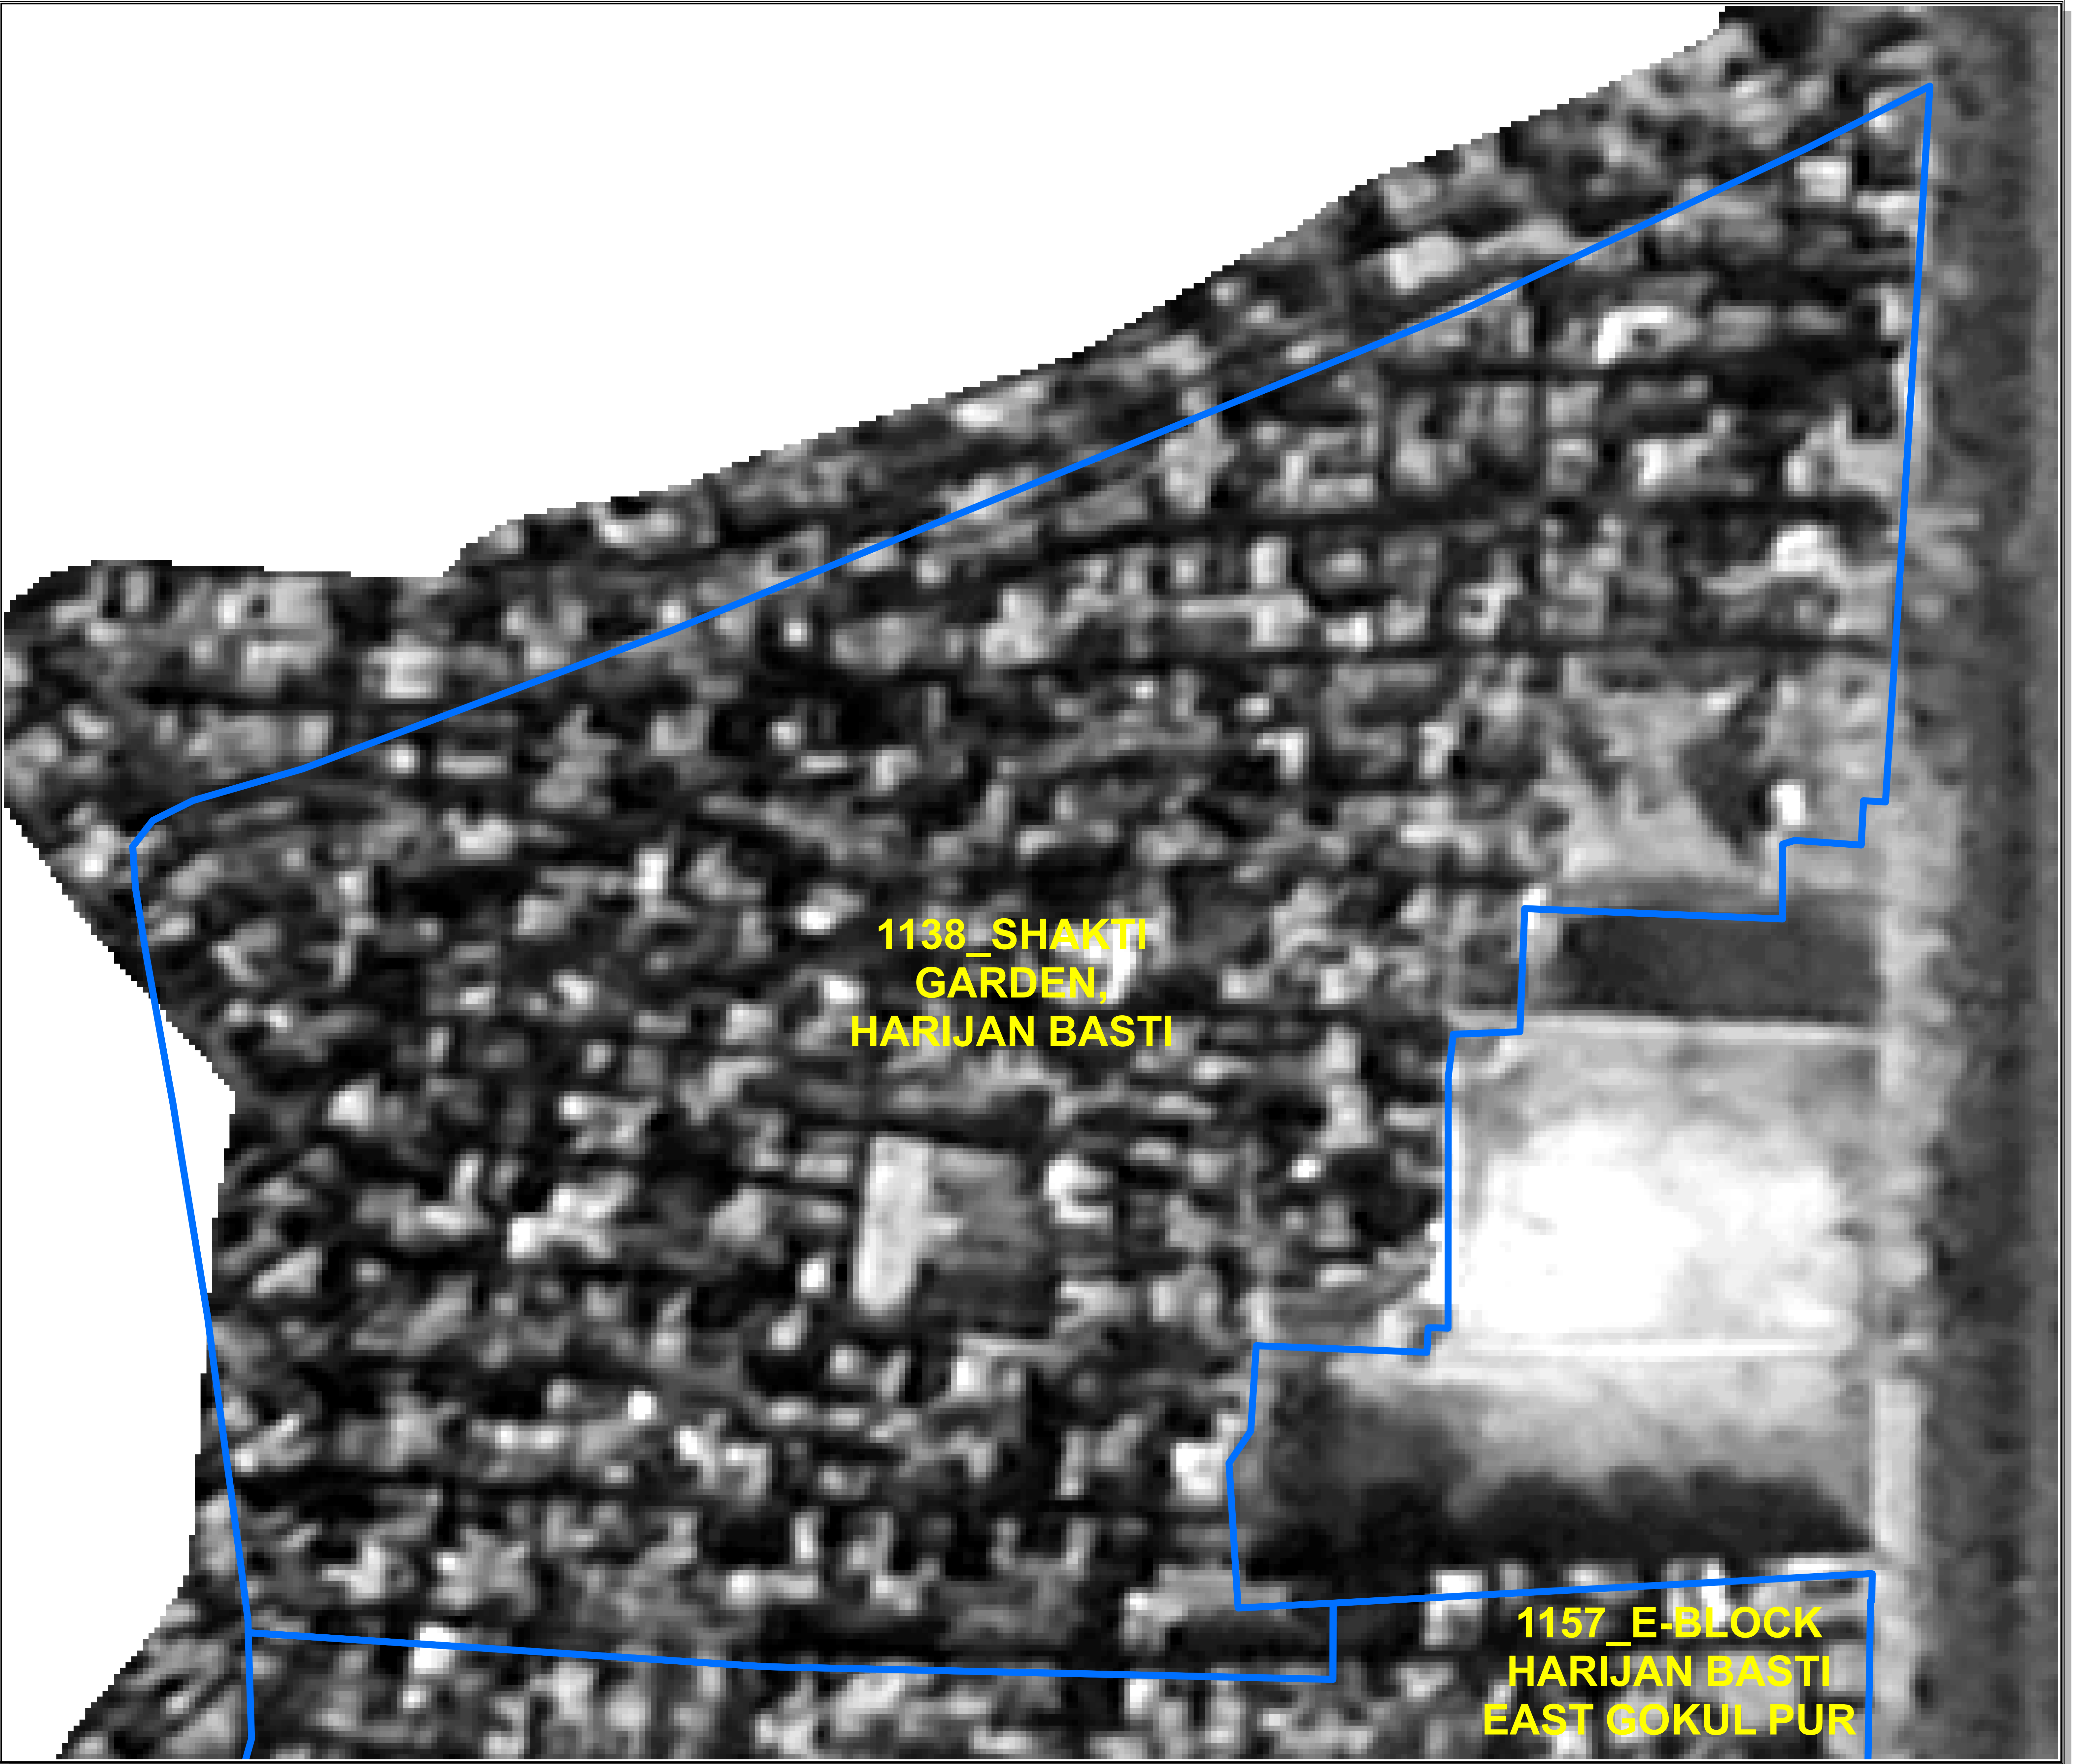 1138_SHAKTI
GARDEN,
HARIJAN BASTI
1157_E-BLOCK
HARIJAN BASTI
EAST GOKUL PUR